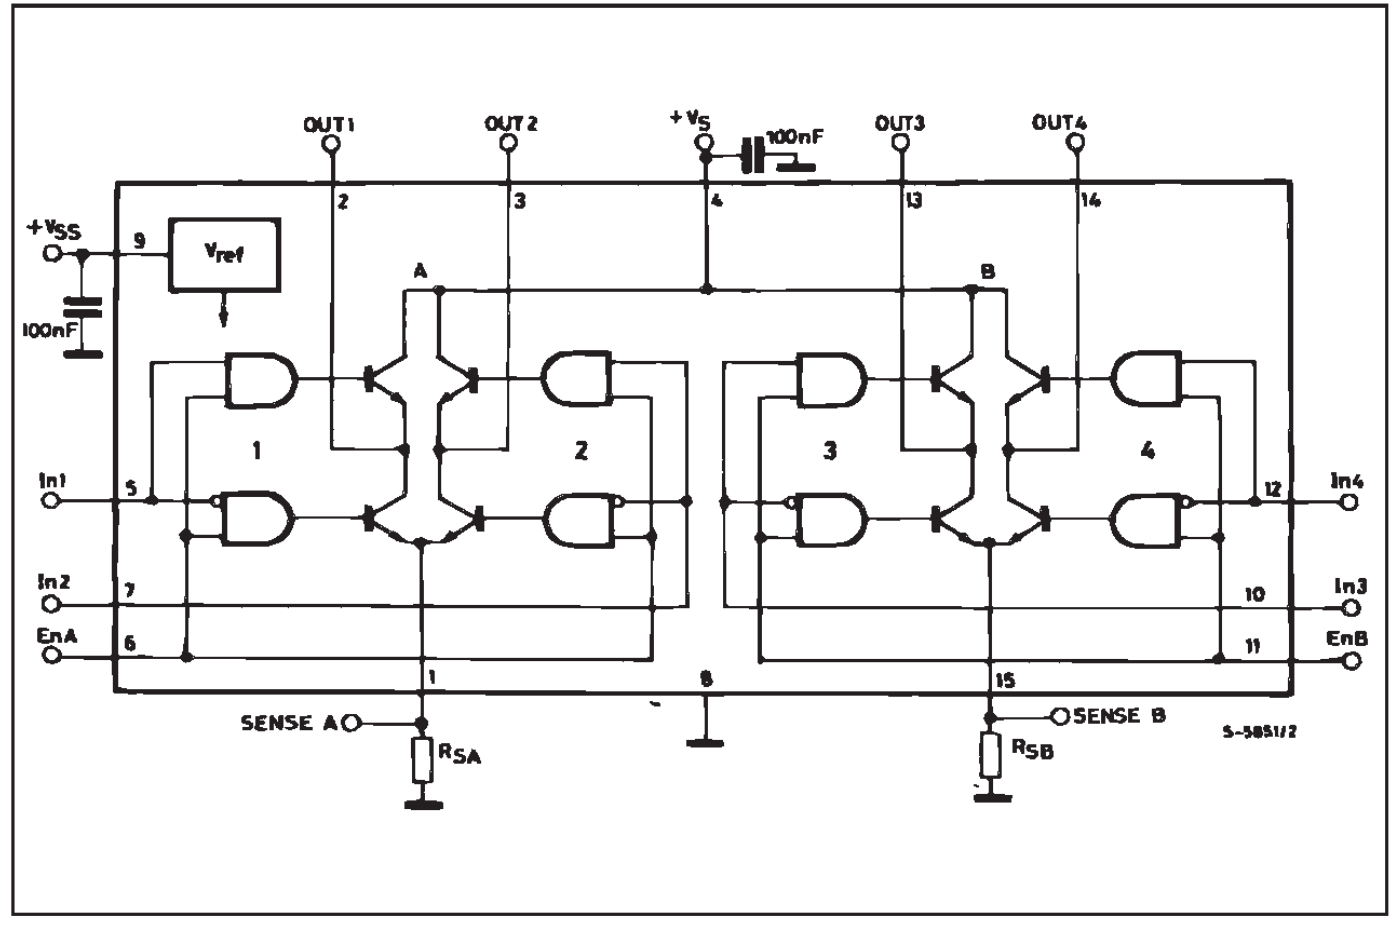 OUT1 OUT2 +VS 100nF OUT3 OUT4
2 3 4 13 14
+VSS 9 Vref
A B
100nF
1 2 3 4
In1 5 12 In4
In2 7 10 In3
EnA 6 11 EnB
1 8 15
SENSE A SENSE B
RSA RSB
S-5851/2